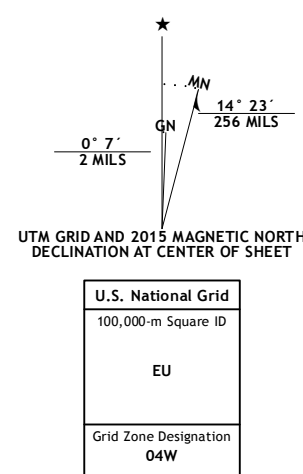 ★
MN
GN
14° 23´
256 MILS
0° 7´
2 MILS
UTM GRID AND 2015 MAGNETIC NORTH
DECLINATION AT CENTER OF SHEET
U.S. National Grid
100,000-m Square ID
EU
Grid Zone Designation
04W